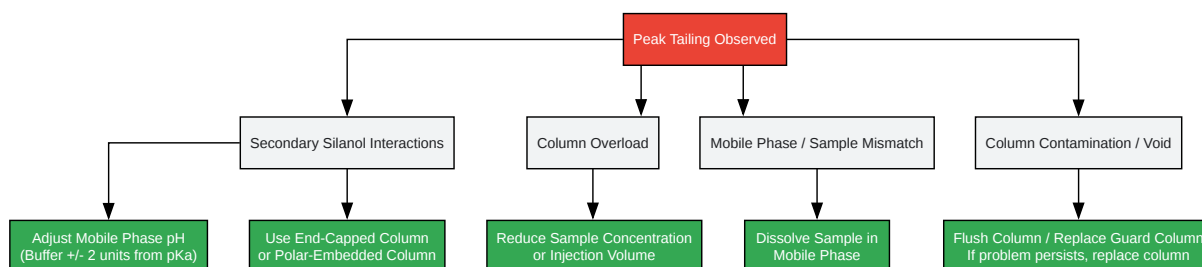 Peak Tailing Observed
Secondary Silanol Interactions
Column Overload
Mobile Phase / Sample Mismatch
Column Contamination / Void
Adjust Mobile Phase pH
(Buffer +/- 2 units from pKa)
Use End-Capped Column
or Polar-Embedded Column
Reduce Sample Concentration
or Injection Volume
Dissolve Sample in
Mobile Phase
Flush Column / Replace Guard Column
If problem persists, replace column